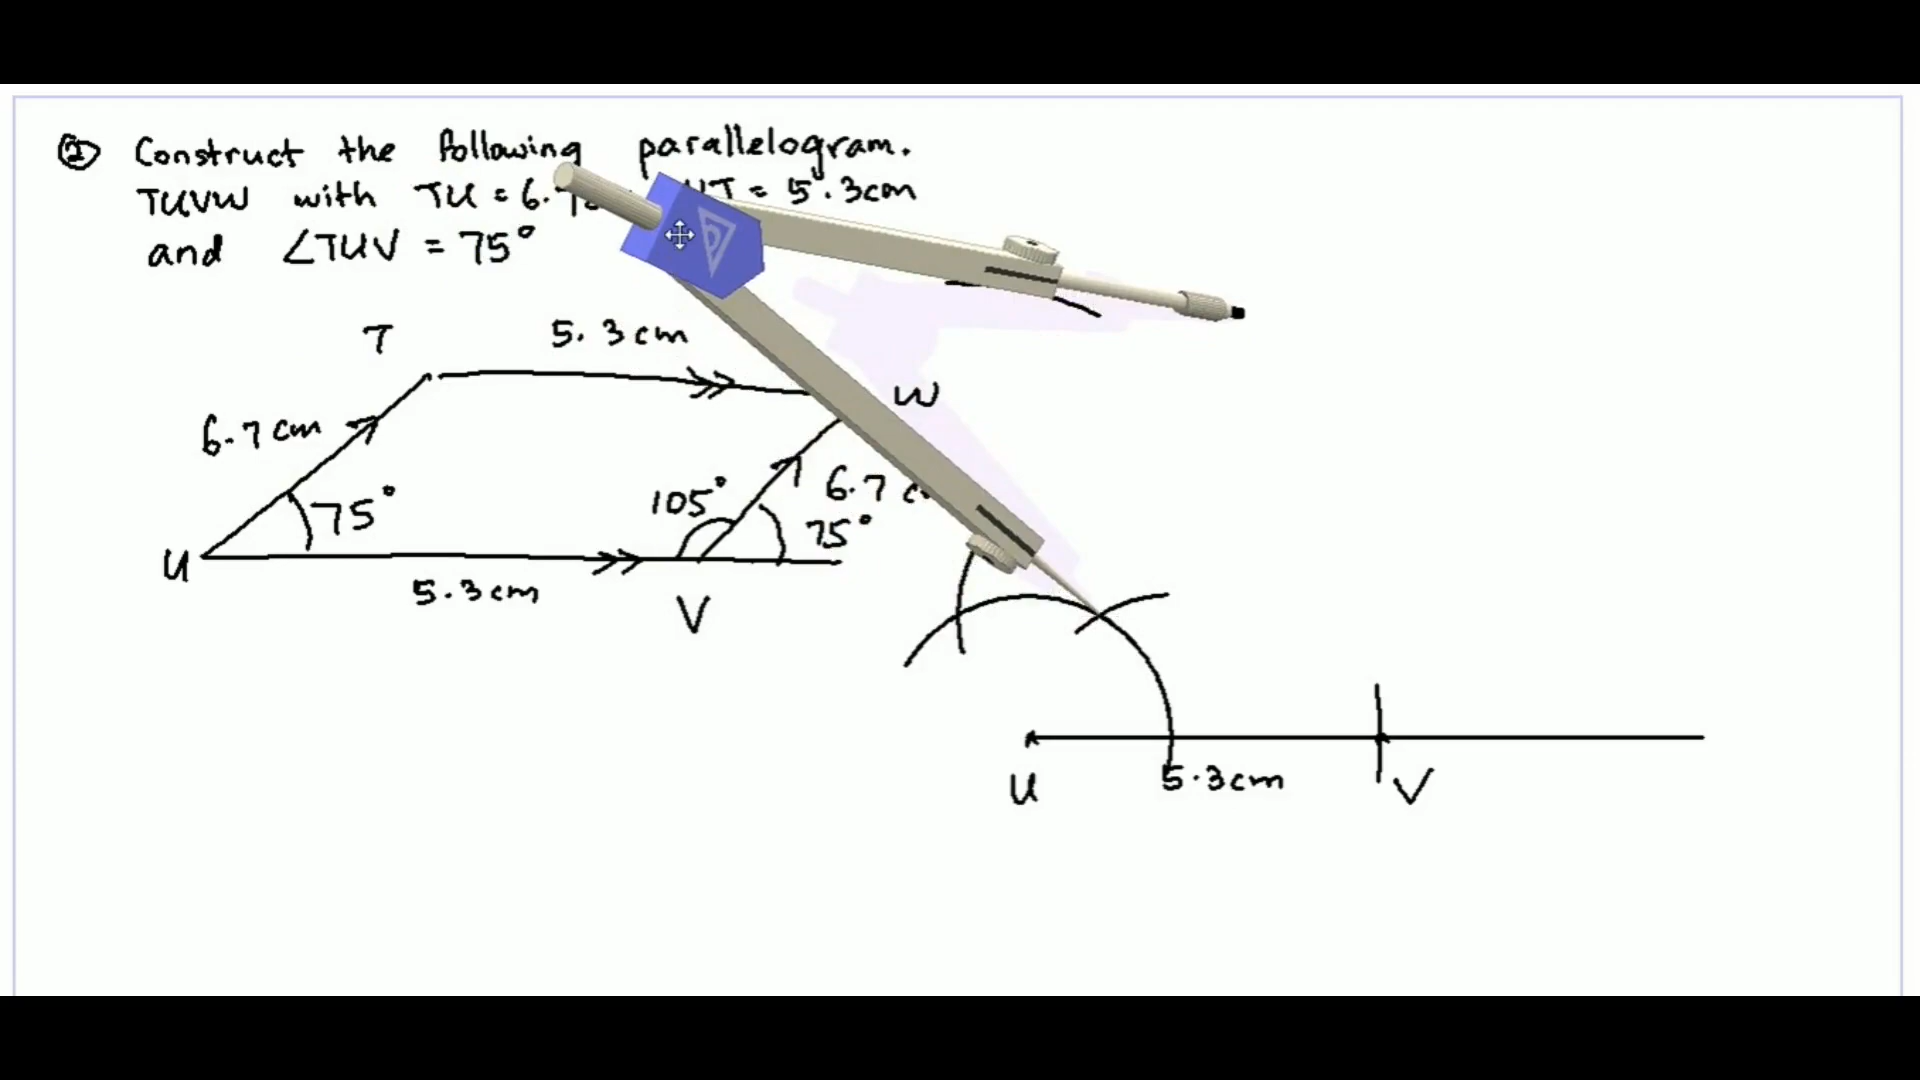 ② Construct the following parallelogram.
TUVW with TU = 6. = 5.3cm
and ∠TUV = 75°
T
5.3cm
W
6.7cm
75°
105°
6.7
75°
U
5.3cm
V
U
5.3cm
V